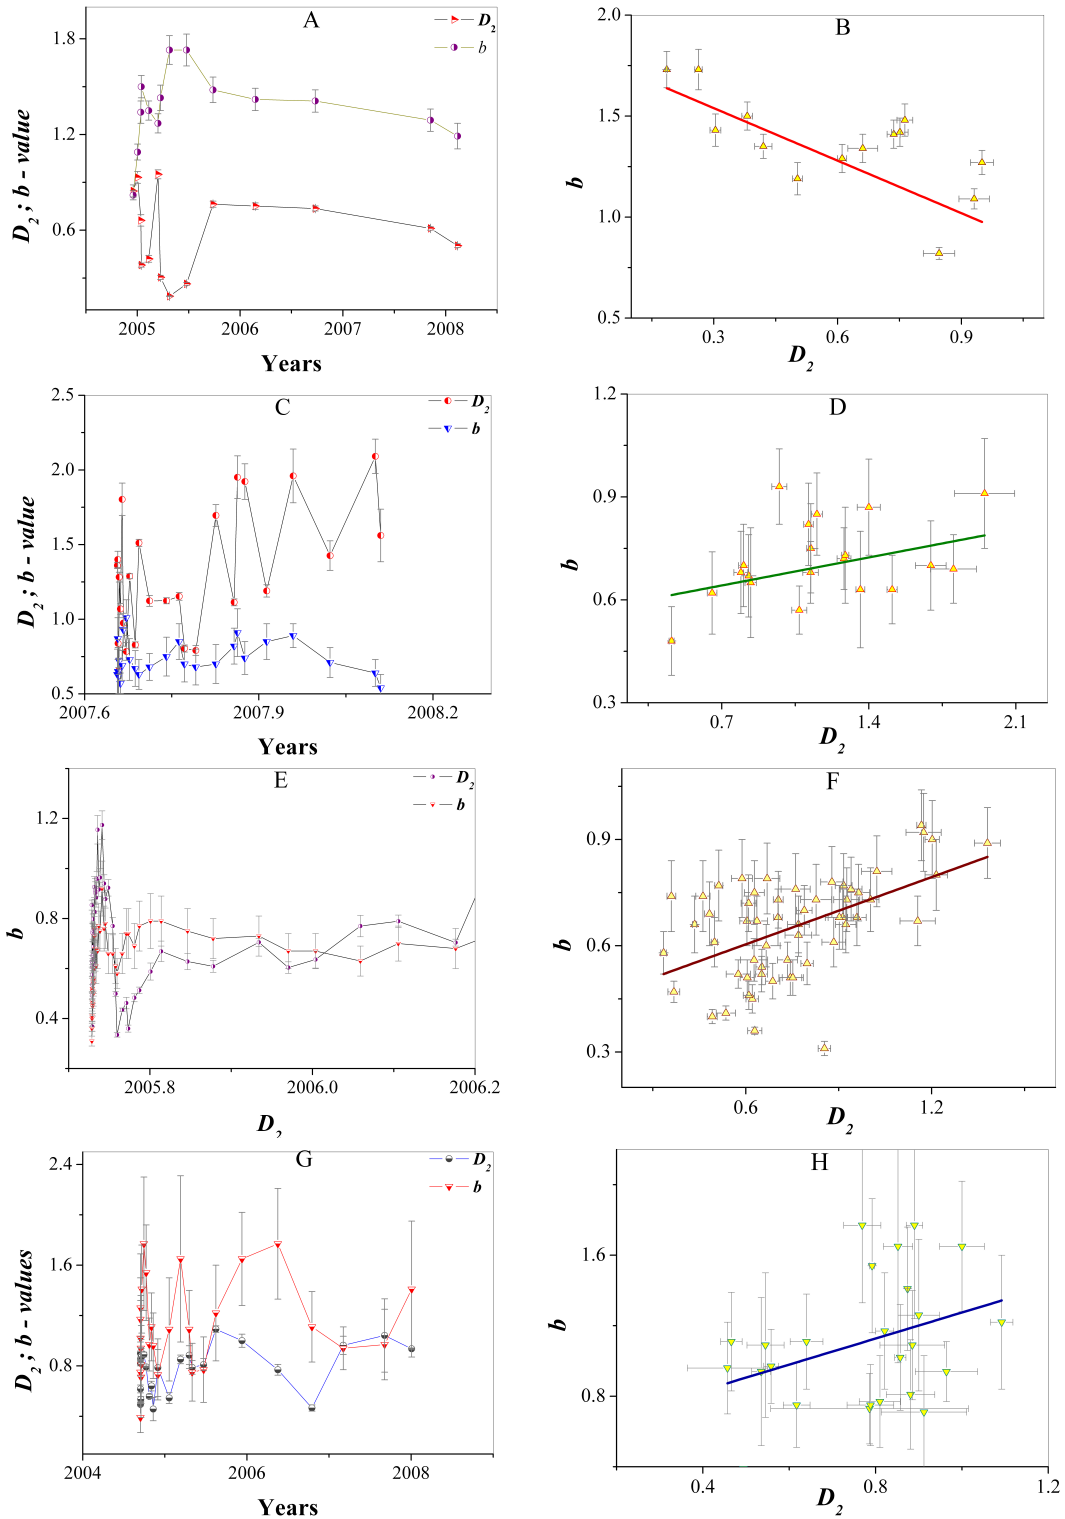 A
D2
b
1.8
1.2
0.6
D2 ; b - value
2005 2006 2007 2008
Years
B
2.0
1.5
1.0
0.5
b
0.3 0.6 0.9
D2
C
D2
b
2.5
2.0
1.5
1.0
0.5
D2 ; b - value
2007.6 2007.9 2008.2
Years
D
1.2
0.9
0.6
0.3
b
0.7 1.4 2.1
D2
E
D2
b
1.2
0.8
0.4
b
2005.8 2006.0 2006.2
D2
F
0.9
0.6
0.3
b
0.6 1.2
D2
G
D2
b
2.4
1.6
0.8
D2 ; b - values
2004 2006 2008
Years
H
1.6
0.8
b
0.4 0.8 1.2
D2